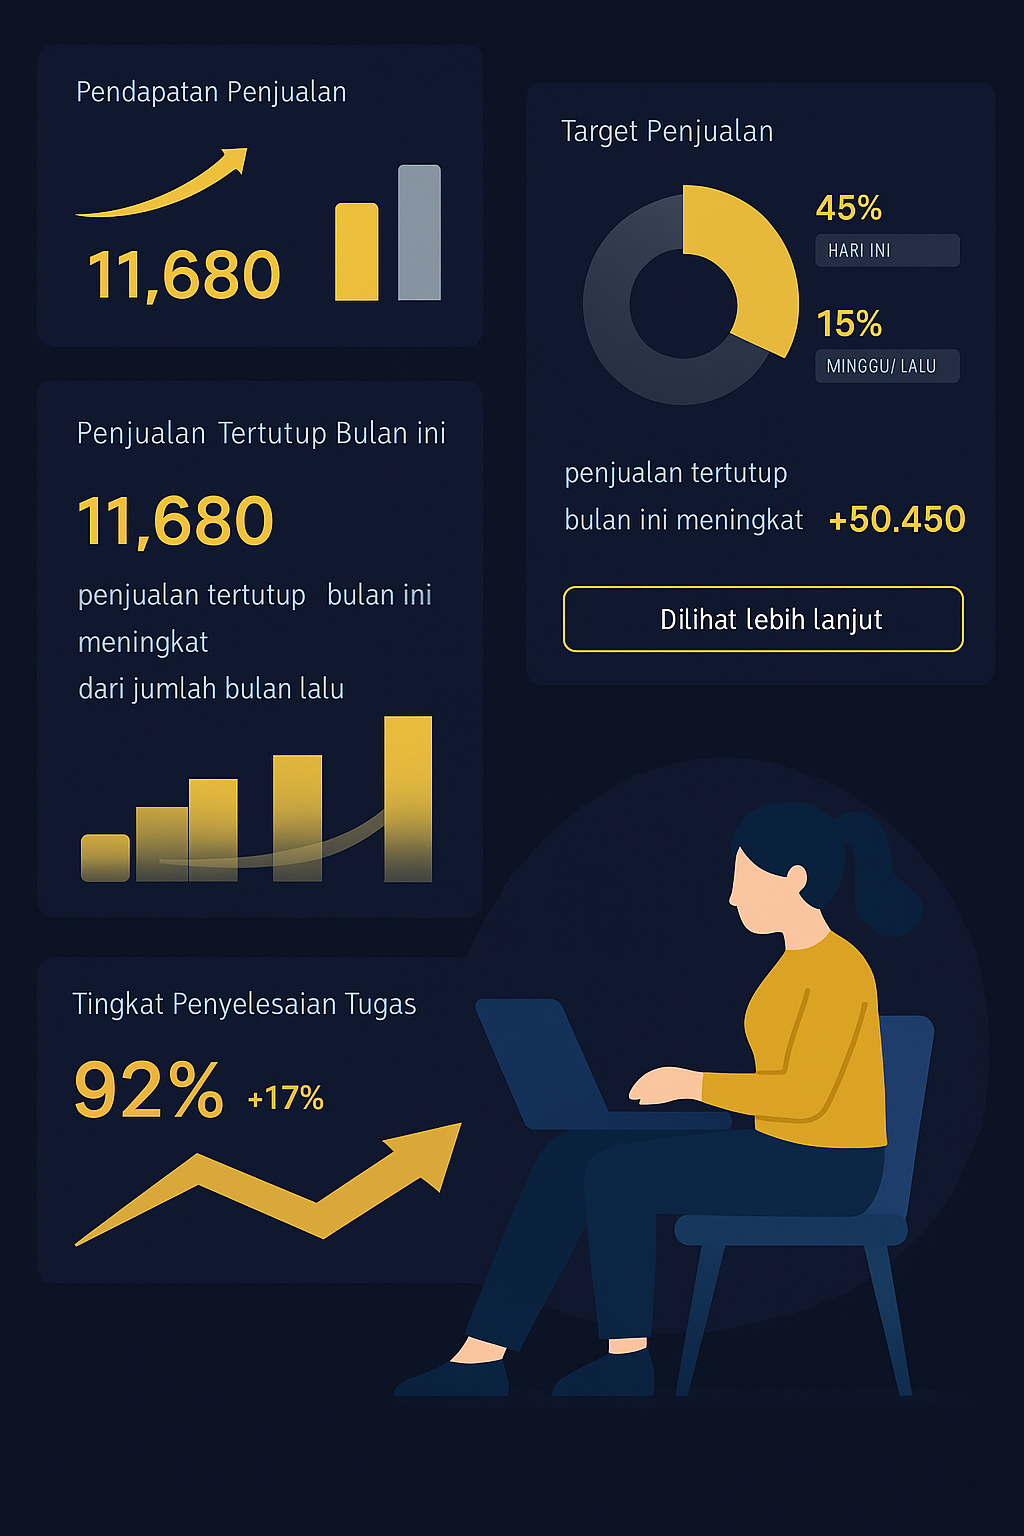 Pendapatan Penjualan
11,680
Penjualan Tertutup Bulan ini
11,680
penjualan tertutup bulan ini
meningkat
dari jumlah bulan lalu
Tingkat Penyelesaian Tugas
92% +17%
Target Penjualan
45%
HARI INI
15%
MINGGU/ LALU
penjualan tertutup
bulan ini meningkat +50.450
Dilihat lebih lanjut